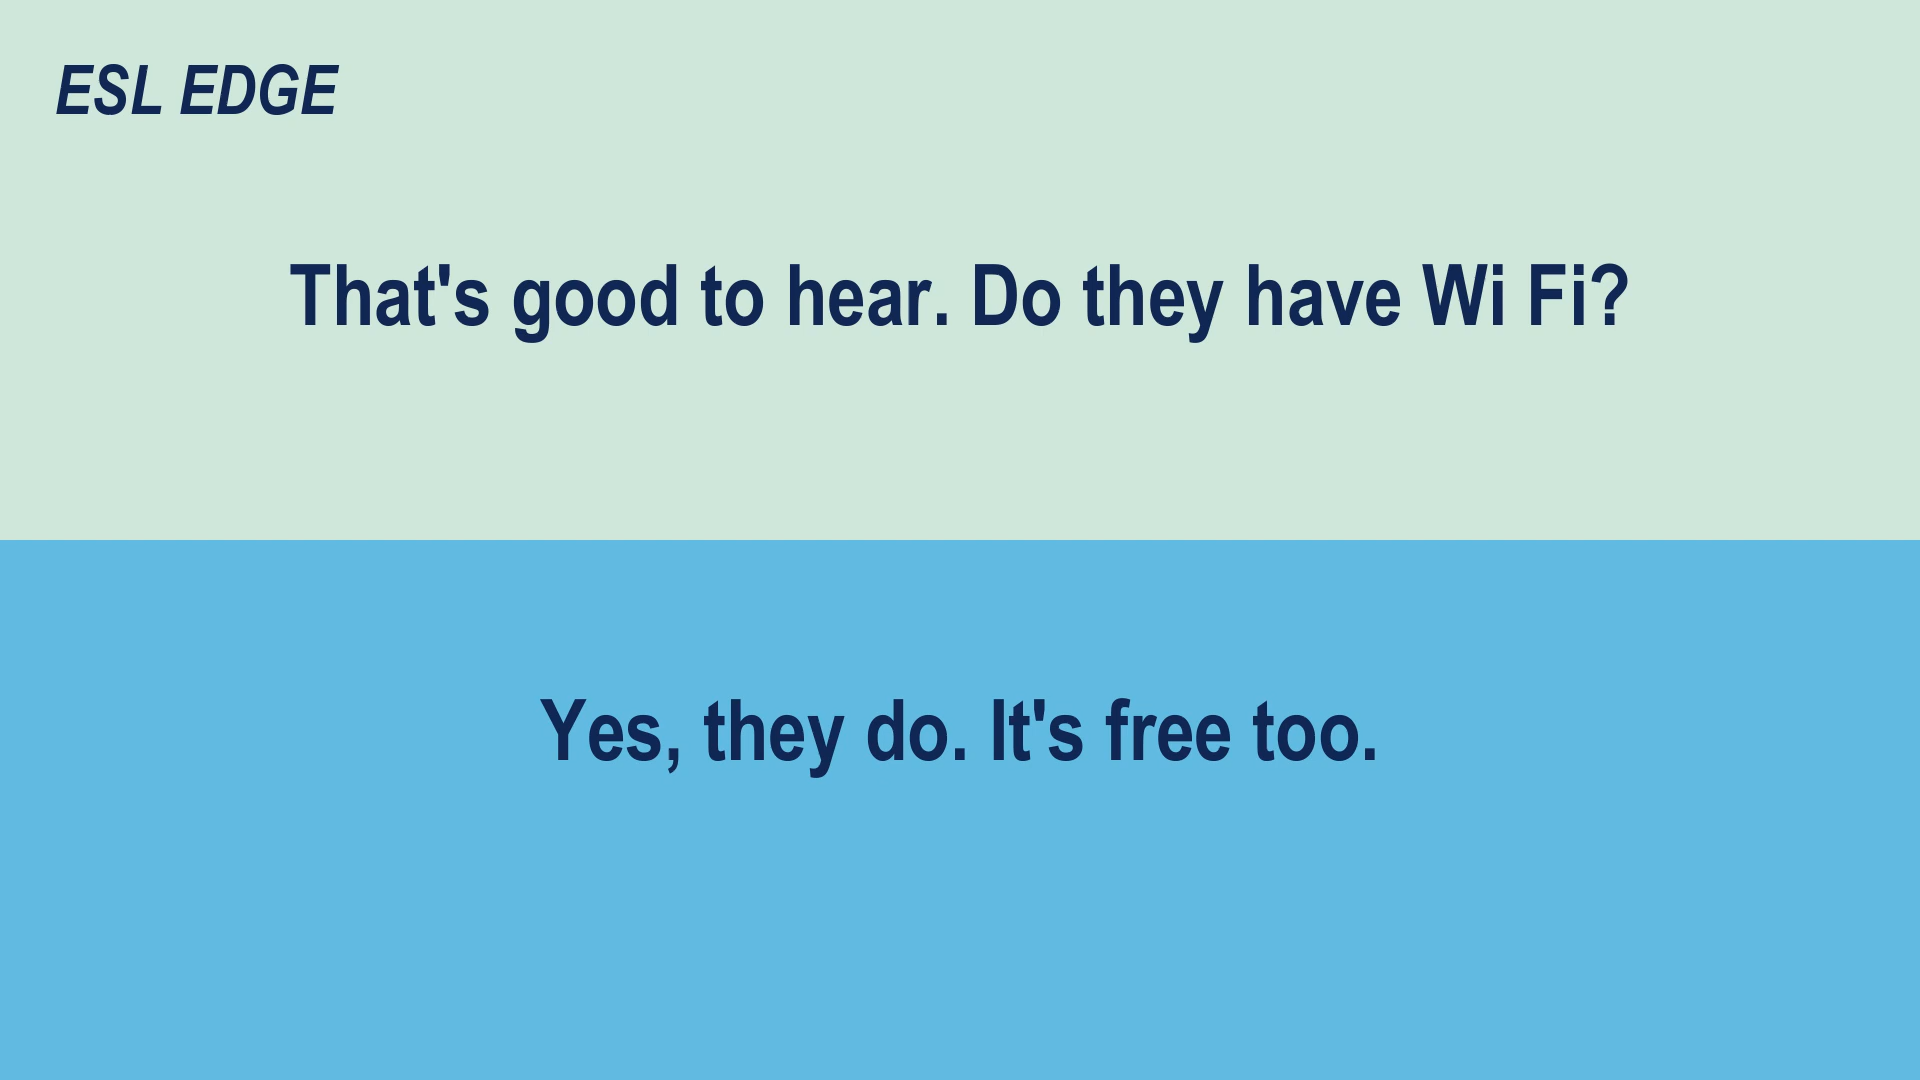 ESL EDGE
That's good to hear. Do they have Wi Fi?
Yes, they do. It's free too.